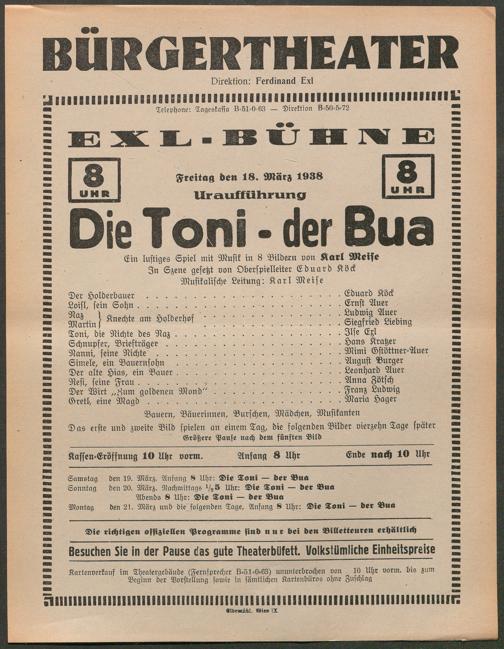 BÜRGERTHEATER
Direktion: Ferdinand Exl
Telephone: Tageskassa B-51-0-63 — Direktion B-50-5-72
EXL-BÜHNE
8 UHR
8 UHR
Freitag den 18. März 1938
Uraufführung
Die Toni - der Bua
Ein lustiges Spiel mit Musik in 8 Bildern von Karl Meise
In Szene gesetzt von Oberspielleiter Eduard Köck
Musikalische Leitung: Karl Meise
Der Holderbauer . . . Eduard Köck
Loisl, sein Sohn . . . Ernst Auer
Naz } Knechte am Holderhof . . . Ludwig Auer
Martin } . . . Siegfried Liebing
Toni, die Nichte des Naz . . . Ilse Exl
Schnupfer, Briefträger . . . Hans Kratzer
Nanni, seine Nichte . . . Mimi Gstöttner-Auer
Simele, ein Bauernsohn . . . August Burger
Der alte Hias, ein Bauer . . . Leonhard Auer
Resi, seine Frau . . . Anna Zötsch
Der Wirt „Zum goldenen Mond" . . . Franz Ludwig
Gretl, eine Magd . . . Maria Hager
Bauern, Bäuerinnen, Burschen, Mädchen, Musikanten
Das erste und zweite Bild spielen an einem Tag, die folgenden Bilder vierzehn Tage später
Größere Pause nach dem fünften Bild
Kassen-Eröffnung 10 Uhr vorm. Anfang 8 Uhr Ende nach 10 Uhr
Samstag den 19. März, Anfang 8 Uhr: Die Toni — der Bua
Sonntag den 20. März, Nachmittags ½5 Uhr: Die Toni — der Bua
Abends 8 Uhr: Die Toni — der Bua
Montag den 21. März und die folgenden Tage, Anfang 8 Uhr: Die Toni — der Bua
Die richtigen offiziellen Programme sind nur bei den Billetteuren erhältlich
Besuchen Sie in der Pause das gute Theaterbüfett. Volkstümliche Einheitspreise
Kartenverkauf im Theatergebäude (Fernsprecher B-51-0-63) ununterbrochen von 10 Uhr vorm. bis zum
Beginn der Vorstellung sowie in sämtlichen Kartenbüros ohne Zuschlag
Elbemühl, Wien IX.